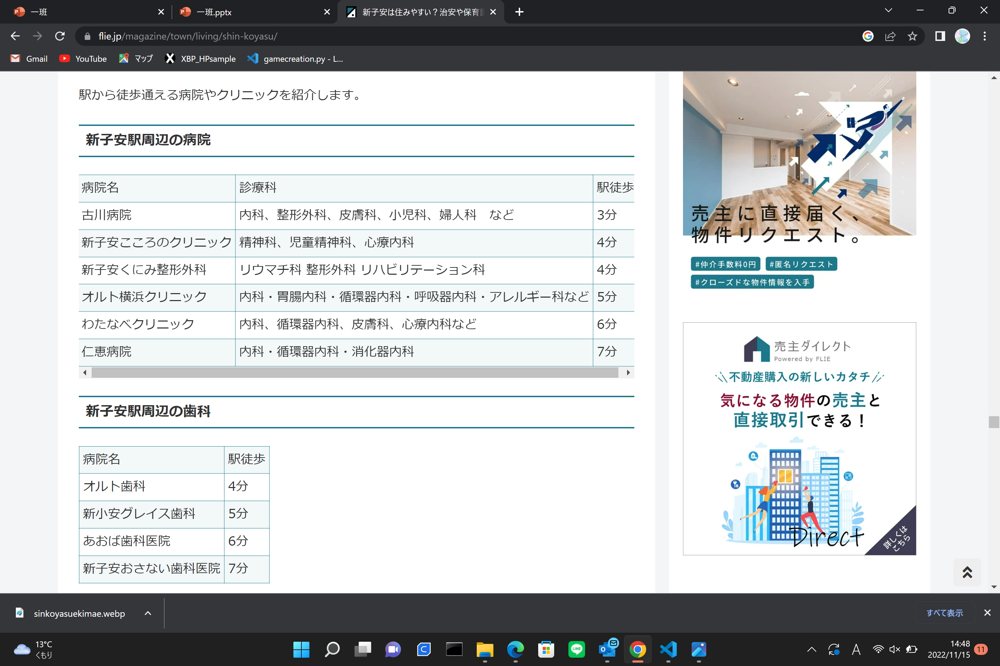 一班
一班.pptx
新子安は住みやすい？治安や保育園
flie.jp/magazine/town/living/shin-koyasu/
Gmail
YouTube
マップ
XBP_HPsample
gamecreation.py - L...
駅から徒歩通える病院やクリニックを紹介します。
新子安駅周辺の病院
病院名 診療科 駅徒歩
古川病院 内科、整形外科、皮膚科、小児科、婦人科　など 3分
新子安こころのクリニック 精神科、児童精神科、心療内科 4分
新子安くにみ整形外科 リウマチ科 整形外科 リハビリテーション科 4分
オルト横浜クリニック 内科・胃腸内科・循環器内科・呼吸器内科・アレルギー科など 5分
わたなべクリニック 内科、循環器内科、皮膚科、心療内科など 6分
仁恵病院 内科・循環器内科・消化器内科 7分
新子安駅周辺の歯科
病院名 駅徒歩
オルト歯科 4分
新小安グレイス歯科 5分
あおば歯科医院 6分
新子安おさない歯科医院 7分
売主に直接届く、
物件リクエスト。
#仲介手数料0円 #匿名リクエスト
#クローズドな物件情報を入手
売主ダイレクト
Powered by FLIE
不動産購入の新しいカタチ
気になる物件の売主と
直接取引できる！
Direct
詳しくは
こちら
sinkoyasuekimae.webp
すべて表示
13°C
くもり
LINE
A
14:48
2022/11/15
11